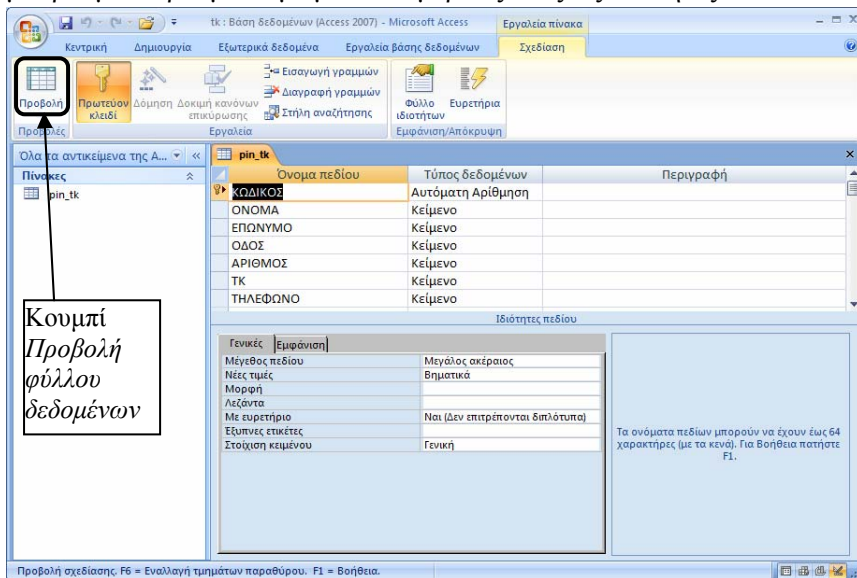 tk : Βάση δεδομένων (Access 2007) - Microsoft Access
Εργαλεία πίνακα
Κεντρική Δημιουργία Εξωτερικά δεδομένα Εργαλεία βάσης δεδομένων Σχεδίαση
Προβολή
Πρωτεύον κλειδί
Δόμηση
Δοκιμή κανόνων επικύρωσης
Εισαγωγή γραμμών
Διαγραφή γραμμών
Στήλη αναζήτησης
Φύλλο ιδιοτήτων
Ευρετήρια
Προβολές Εργαλεία Εμφάνιση/Απόκρυψη
Όλα τα αντικείμενα της Α...
Πίνακες
pin_tk
pin_tk
Όνομα πεδίου Τύπος δεδομένων Περιγραφή
ΚΩΔΙΚΟΣ Αυτόματη Αρίθμηση
ΟΝΟΜΑ Κείμενο
ΕΠΩΝΥΜΟ Κείμενο
ΟΔΟΣ Κείμενο
ΑΡΙΘΜΟΣ Κείμενο
ΤΚ Κείμενο
ΤΗΛΕΦΩΝΟ Κείμενο
Ιδιότητες πεδίου
Κουμπί
Προβολή
φύλλου
δεδομένων
Γενικές Εμφάνιση
Μέγεθος πεδίου Μεγάλος ακέραιος
Νέες τιμές Βηματικά
Μορφή
Λεζάντα
Με ευρετήριο Ναι (Δεν επιτρέπονται διπλότυπα)
Έξυπνες ετικέτες
Στοίχιση κειμένου Γενική
Τα ονόματα πεδίων μπορούν να έχουν έως 64
χαρακτήρες (με τα κενά). Για Βοήθεια πατήστε
F1.
Προβολή σχεδίασης. F6 = Εναλλαγή τμημάτων παραθύρου. F1 = Βοήθεια.